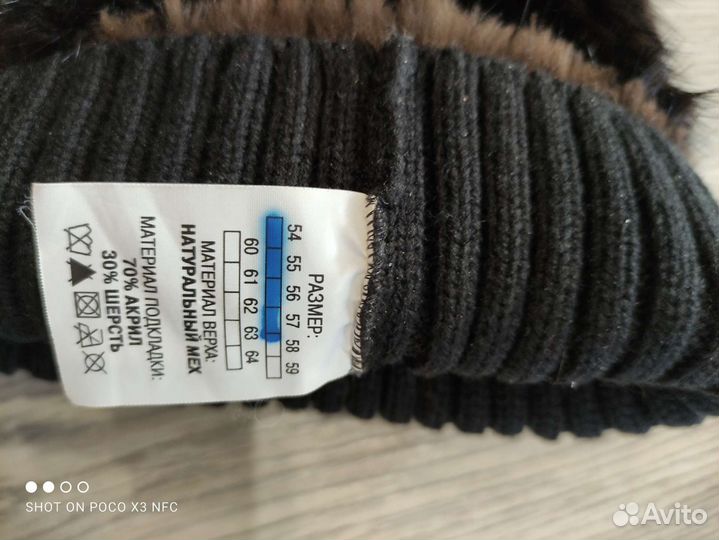 РАЗМЕР:
54 55 56 57 58 59
60 61 62 63 64
МАТЕРИАЛ ВЕРХА:
НАТУРАЛЬНЫЙ МЕХ
МАТЕРИАЛ ПОДКЛАДКИ:
70% АКРИЛ
30% ШЕРСТЬ
SHOT ON POCO X3 NFC
Avito